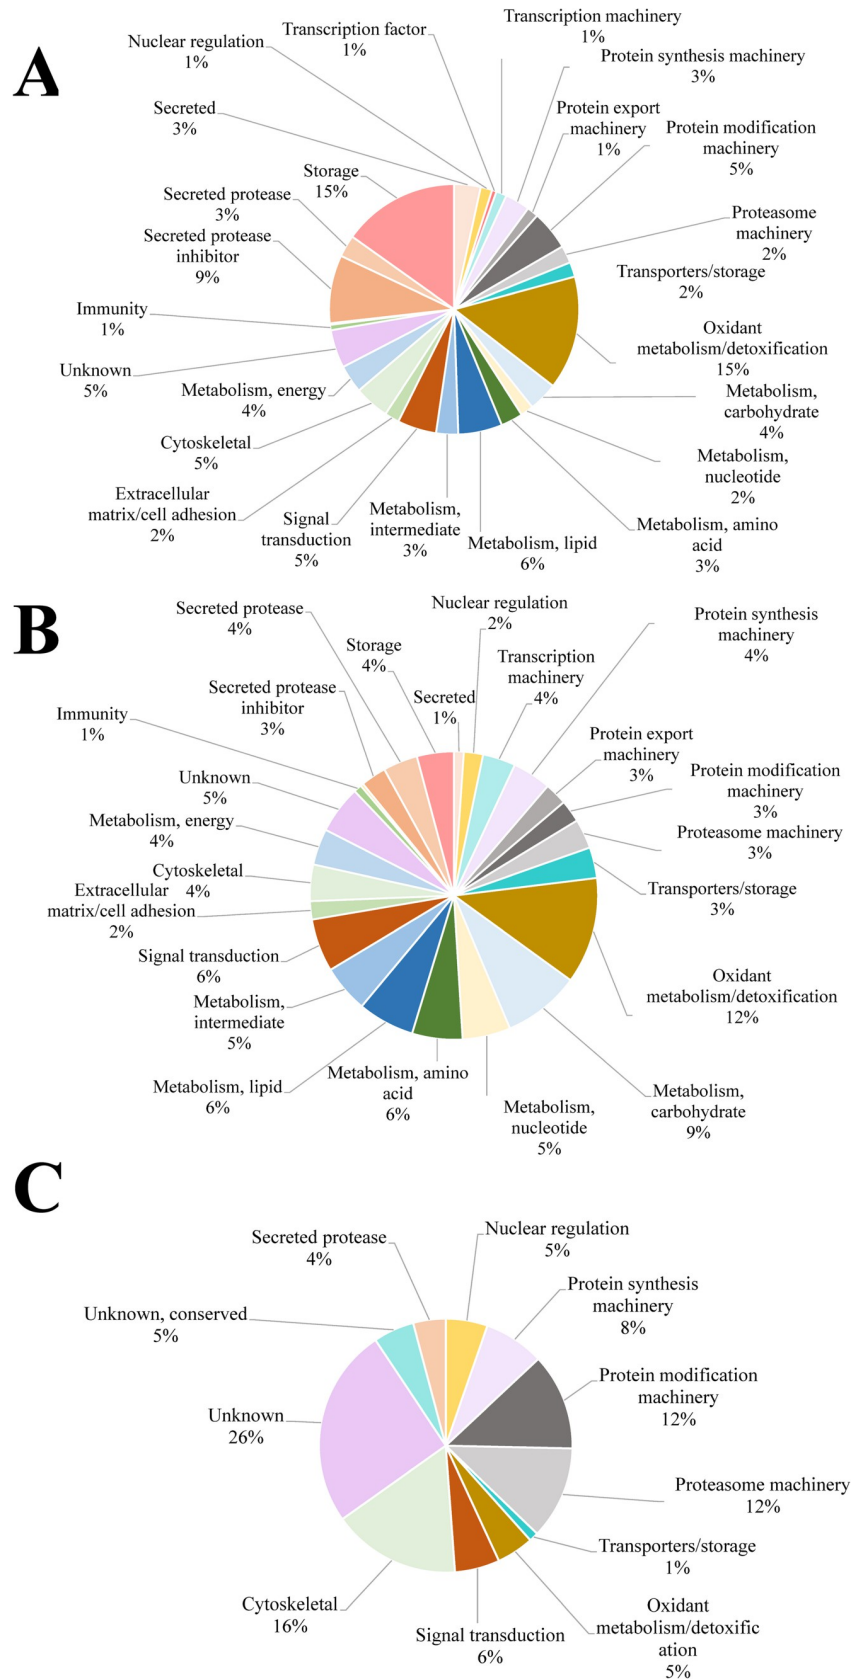 A
Transcription machinery
1%
Transcription factor
1%
Nuclear regulation
1%
Protein synthesis machinery
3%
Secreted
3%
Protein export
machinery
1%
Protein modification
machinery
5%
Storage
15%
Secreted protease
3%
Proteasome
machinery
2%
Secreted protease
inhibitor
9%
Transporters/storage
2%
Immunity
1%
Oxidant
metabolism/detoxification
15%
Unknown
5%
Metabolism, energy
4%
Metabolism,
carbohydrate
4%
Cytoskeletal
5%
Metabolism,
nucleotide
2%
Extracellular
matrix/cell adhesion
2%
Signal
transduction
5%
Metabolism,
intermediate
3%
Metabolism, lipid
6%
Metabolism, amino
acid
3%
B
Secreted protease
4%
Nuclear regulation
2%
Protein synthesis
machinery
4%
Storage
4%
Transcription
machinery
4%
Secreted protease
inhibitor
3%
Secreted
1%
Immunity
1%
Protein export
machinery
3%
Unknown
5%
Protein modification
machinery
3%
Metabolism, energy
4%
Proteasome machinery
3%
Cytoskeletal
4%
Extracellular
matrix/cell adhesion
2%
Transporters/storage
3%
Signal transduction
6%
Oxidant
metabolism/detoxification
12%
Metabolism,
intermediate
5%
Metabolism, lipid
6%
Metabolism, amino
acid
6%
Metabolism,
nucleotide
5%
Metabolism,
carbohydrate
9%
C
Secreted protease
4%
Nuclear regulation
5%
Unknown, conserved
5%
Protein synthesis
machinery
8%
Protein modification
machinery
12%
Unknown
26%
Proteasome machinery
12%
Transporters/storage
1%
Cytoskeletal
16%
Signal transduction
6%
Oxidant
metabolism/detoxific
ation
5%